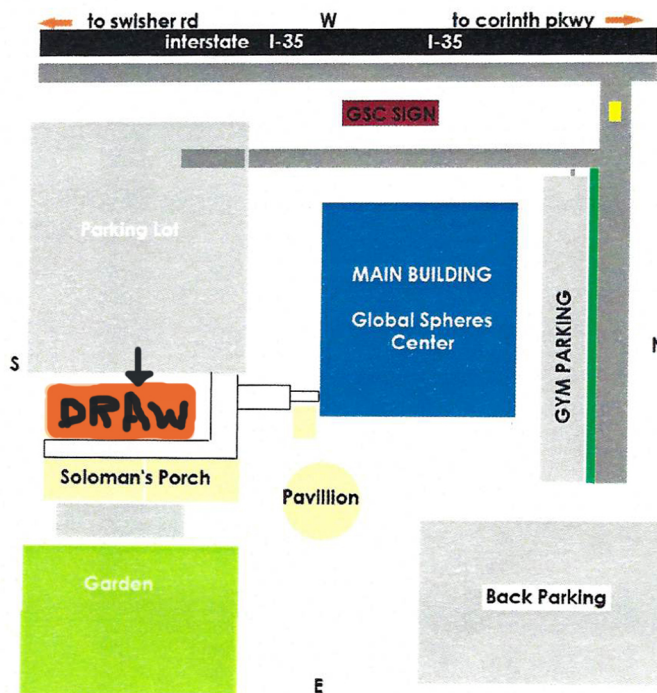 to swisher rd W to corinth pkwy
interstate I-35 I-35
GSC SIGN
Parking Lot
MAIN BUILDING
Global Spheres
Center
GYM PARKING
S
N
DRAW
Soloman's Porch
Pavillion
Garden
Back Parking
E